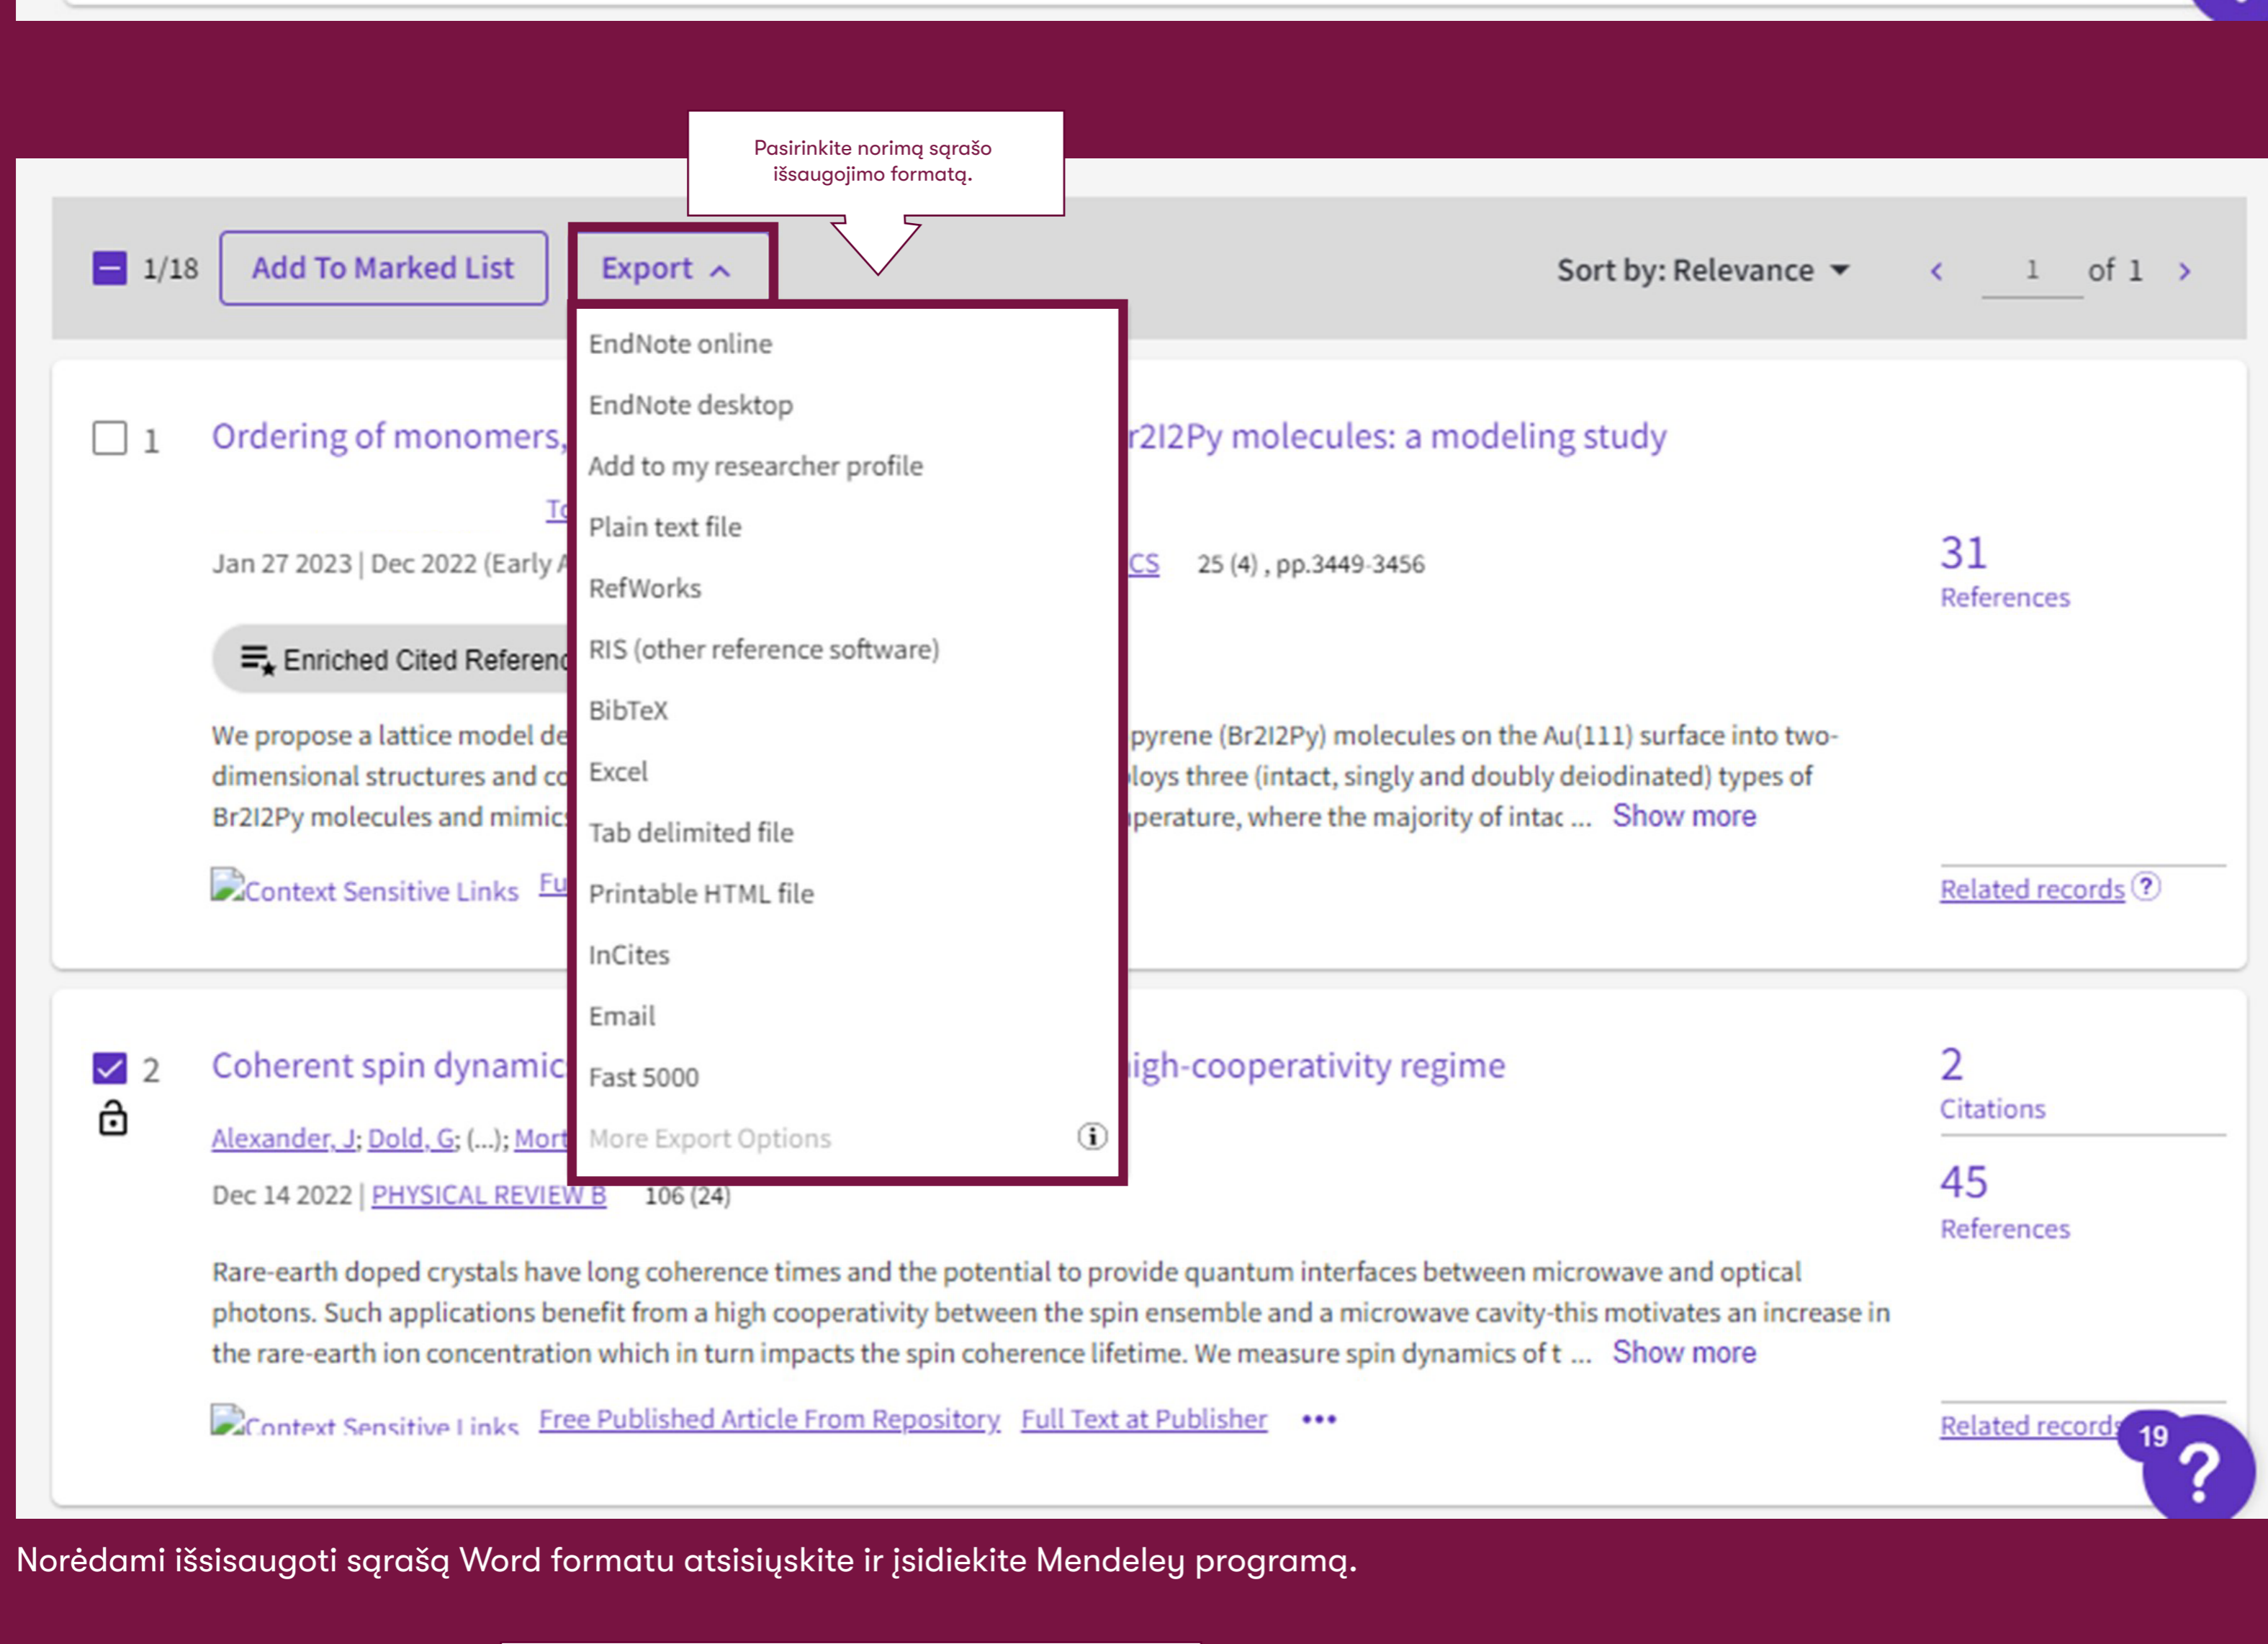 Pasirinkite norimą sąrašo
išsaugojimo formatą.
1/18 Add To Marked List Export Sort by: Relevance 1 of 1
EndNote online
EndNote desktop
Add to my researcher profile
Plain text file
RefWorks
RIS (other reference software)
BibTeX
Excel
Tab delimited file
Printable HTML file
InCites
Email
Fast 5000
More Export Options
1 Ordering of monomers, r2I2Py molecules: a modeling study
Jan 27 2023 | Dec 2022 (Early A CS 25 (4) , pp.3449-3456
31
References
Enriched Cited Referenc
We propose a lattice model de pyrene (Br2I2Py) molecules on the Au(111) surface into two-
dimensional structures and co loys three (intact, singly and doubly deiodinated) types of
Br2I2Py molecules and mimics perature, where the majority of intac ... Show more
Context Sensitive Links Fu
Related records ?
2 Coherent spin dynamic igh-cooperativity regime
2
Citations
Alexander, J; Dold, G; (...); Mort
Dec 14 2022 | PHYSICAL REVIEW B 106 (24)
45
References
Rare-earth doped crystals have long coherence times and the potential to provide quantum interfaces between microwave and optical
photons. Such applications benefit from a high cooperativity between the spin ensemble and a microwave cavity-this motivates an increase in
the rare-earth ion concentration which in turn impacts the spin coherence lifetime. We measure spin dynamics of t ... Show more
Context Sensitive Links Free Published Article From Repository Full Text at Publisher •••
Related records 19 ?
Norėdami išsisaugoti sąrašą Word formatu atsisiųskite ir įsidiekite Mendeley programą.